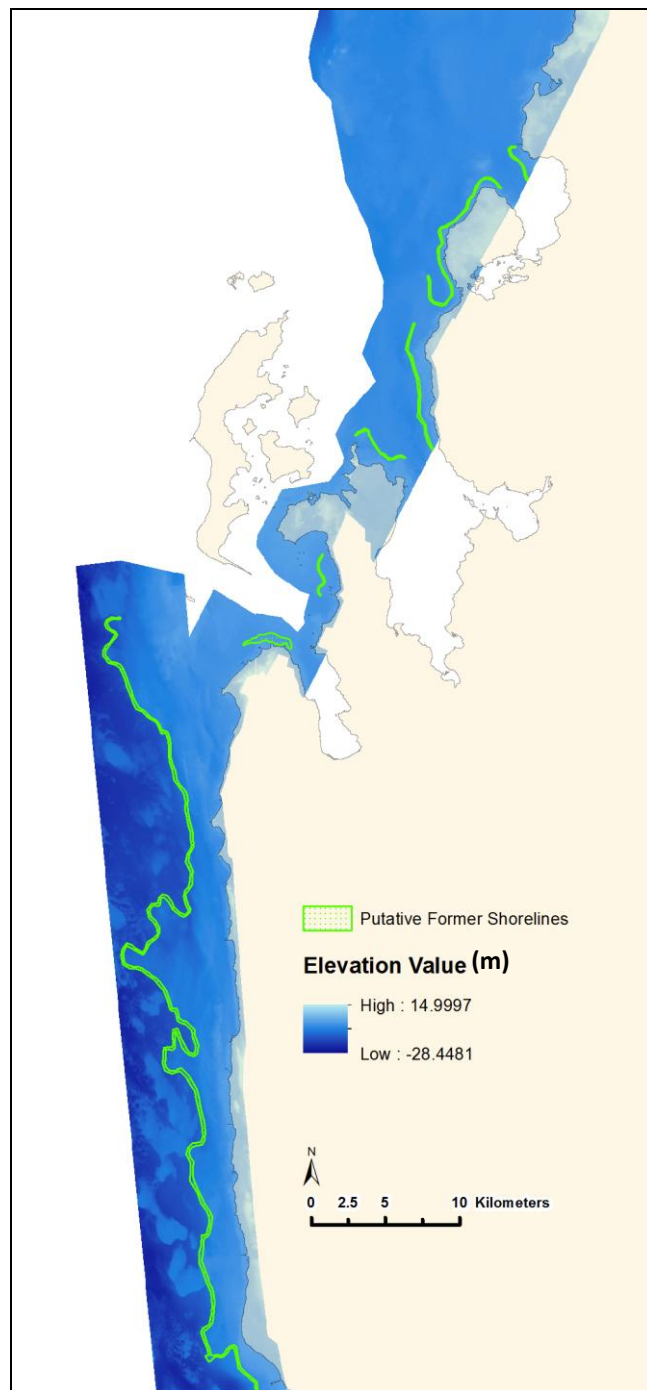 Putative Former Shorelines
Elevation Value (m)
High : 14.9997
Low : -28.4481
N
0 2.5 5 10 Kilometers